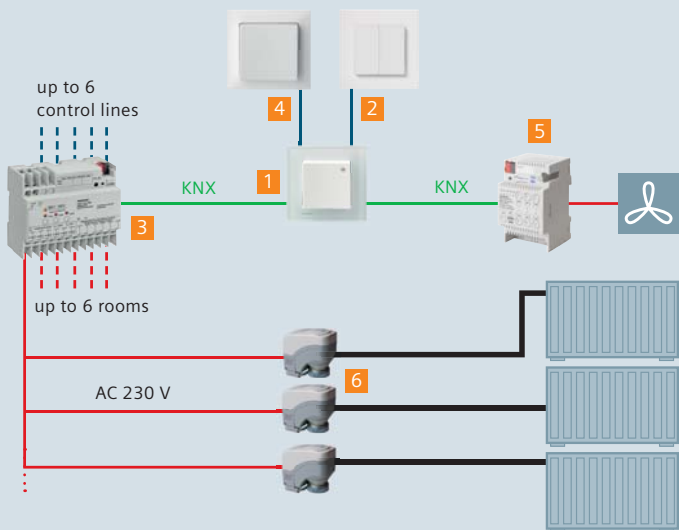 up to 6
control lines
4
2
5
1
KNX
KNX
3
up to 6 rooms
6
AC 230 V